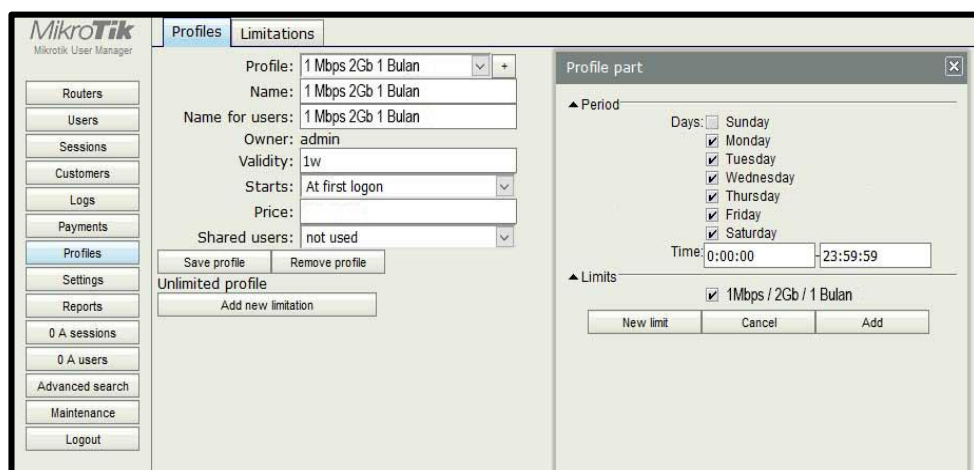 MikroTik
Mikrotik User Manager
Routers
Users
Sessions
Customers
Logs
Payments
Profiles
Settings
Reports
0 A sessions
0 A users
Advanced search
Maintenance
Logout
Profiles Limitations
Profile: 1 Mbps 2Gb 1 Bulan +
Name: 1 Mbps 2Gb 1 Bulan
Name for users: 1 Mbps 2Gb 1 Bulan
Owner: admin
Validity: 1w
Starts: At first logon
Price:
Shared users: not used
Save profile Remove profile
Unlimited profile
Add new limitation
Profile part
Period
Days: Sunday
Monday
Tuesday
Wednesday
Thursday
Friday
Saturday
Time: 0:00:00 - 23:59:59
Limits
1Mbps / 2Gb / 1 Bulan
New limit Cancel Add